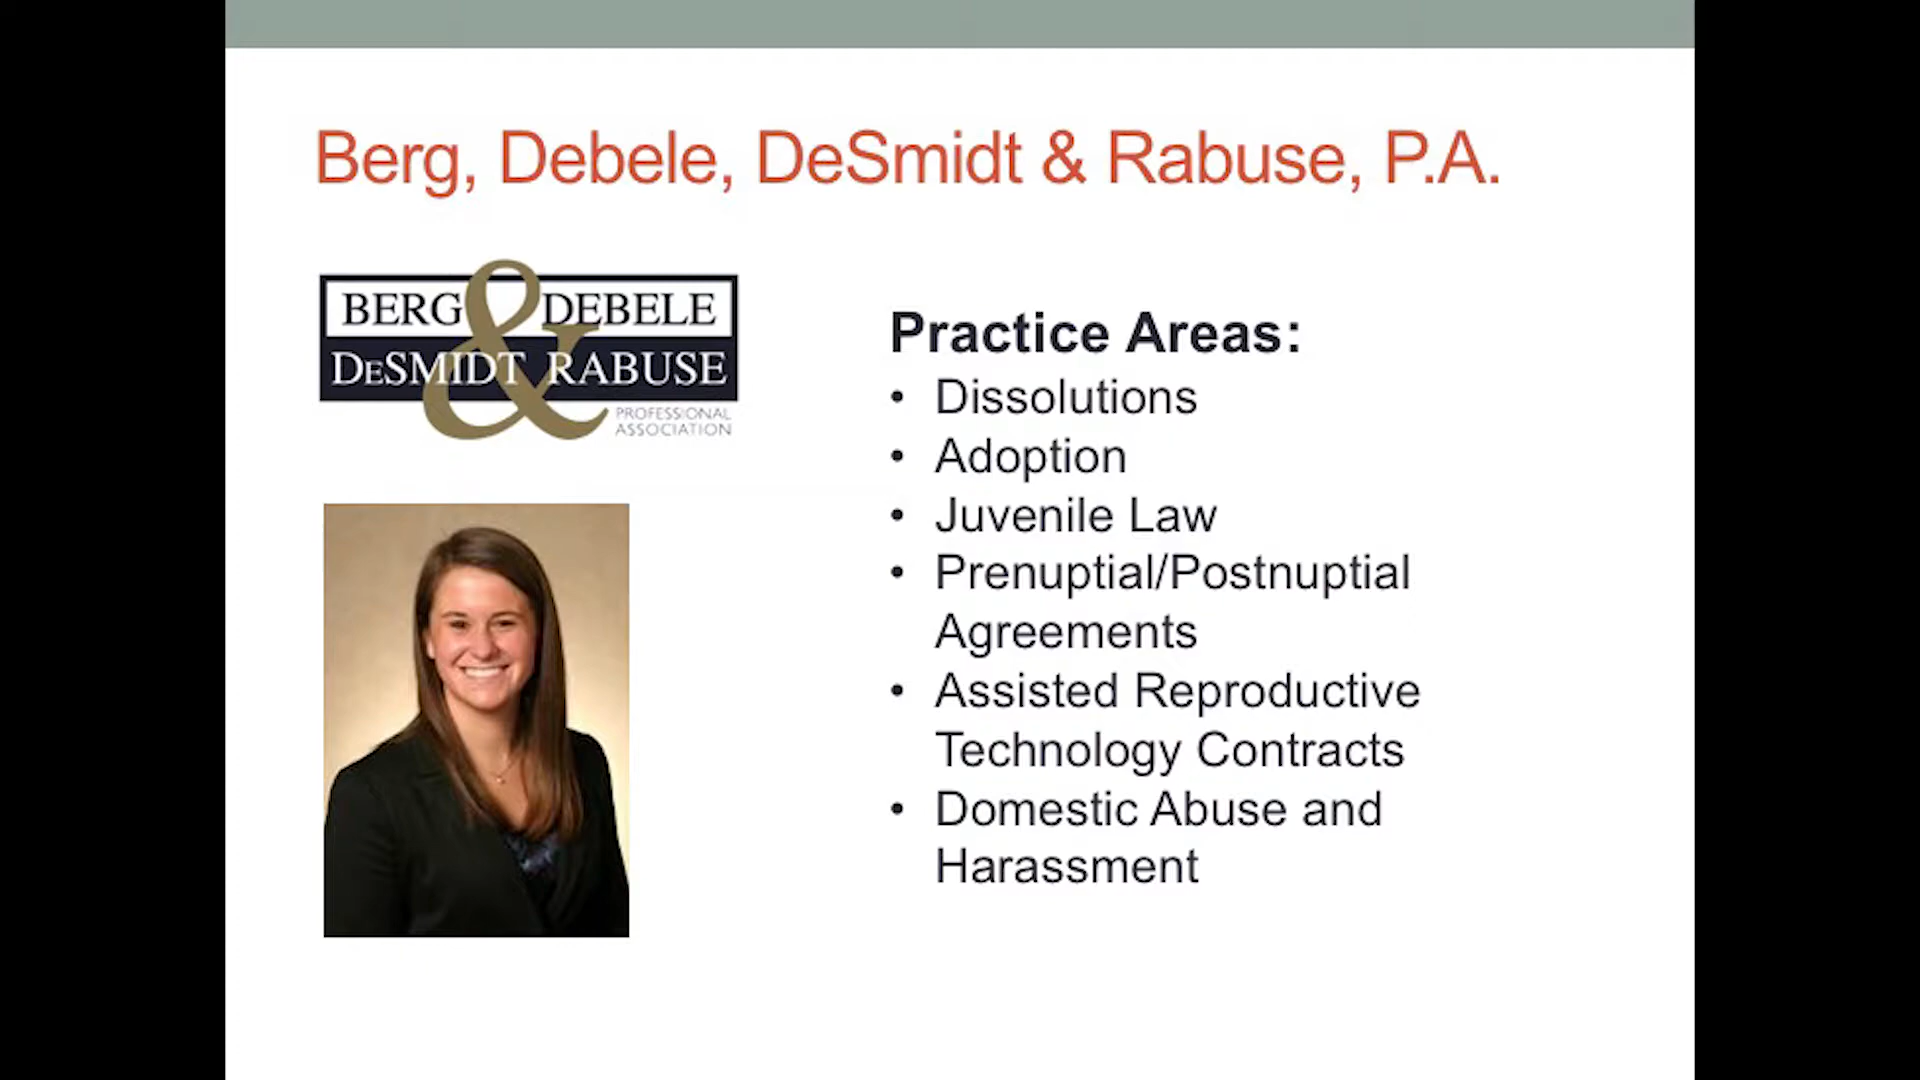 Berg, Debele, DeSmidt & Rabuse, P.A.
BERG & DEBELE
DESMIDT RABUSE
PROFESSIONAL
ASSOCIATION
Practice Areas:
• Dissolutions
• Adoption
• Juvenile Law
• Prenuptial/Postnuptial
Agreements
• Assisted Reproductive
Technology Contracts
• Domestic Abuse and
Harassment